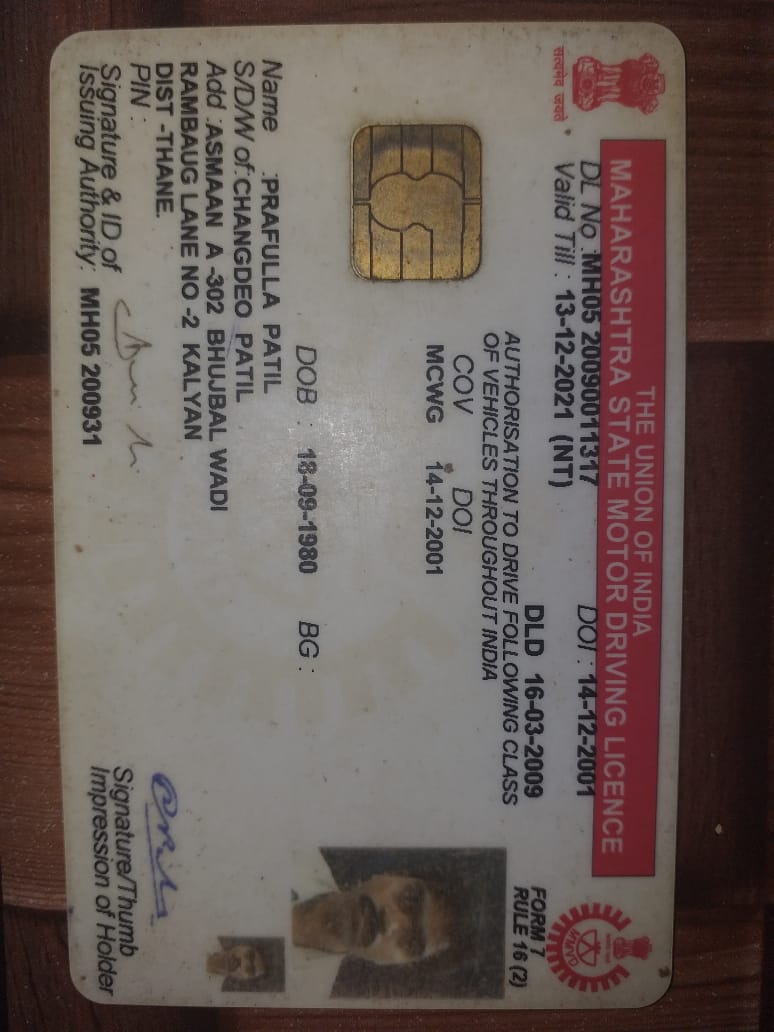 THE UNION OF INDIA
MAHARASHTRA STATE MOTOR DRIVING LICENCE
सत्यमेव जयते
DL No :MH05 20090011317 DOI : 14-12-2001
Valid Till : 13-12-2021 (NT) DLD 16-03-2009
FORM 7
RULE 16 (2)
AUTHORISATION TO DRIVE FOLLOWING CLASS
OF VEHICLES THROUGHOUT INDIA
COV DOI
MCWG 14-12-2001
DOB : 18-09-1980 BG :
Name :PRAFULLA PATIL
S/D/W of:CHANGDEO PATIL
Add :ASMAAN A -302 BHUJBAL WADI
RAMBAUG LANE NO -2 KALYAN
DIST -THANE.
PIN :
Signature & ID of
Issuing Authority: MH05 200931
Signature/Thumb
Impression of Holder